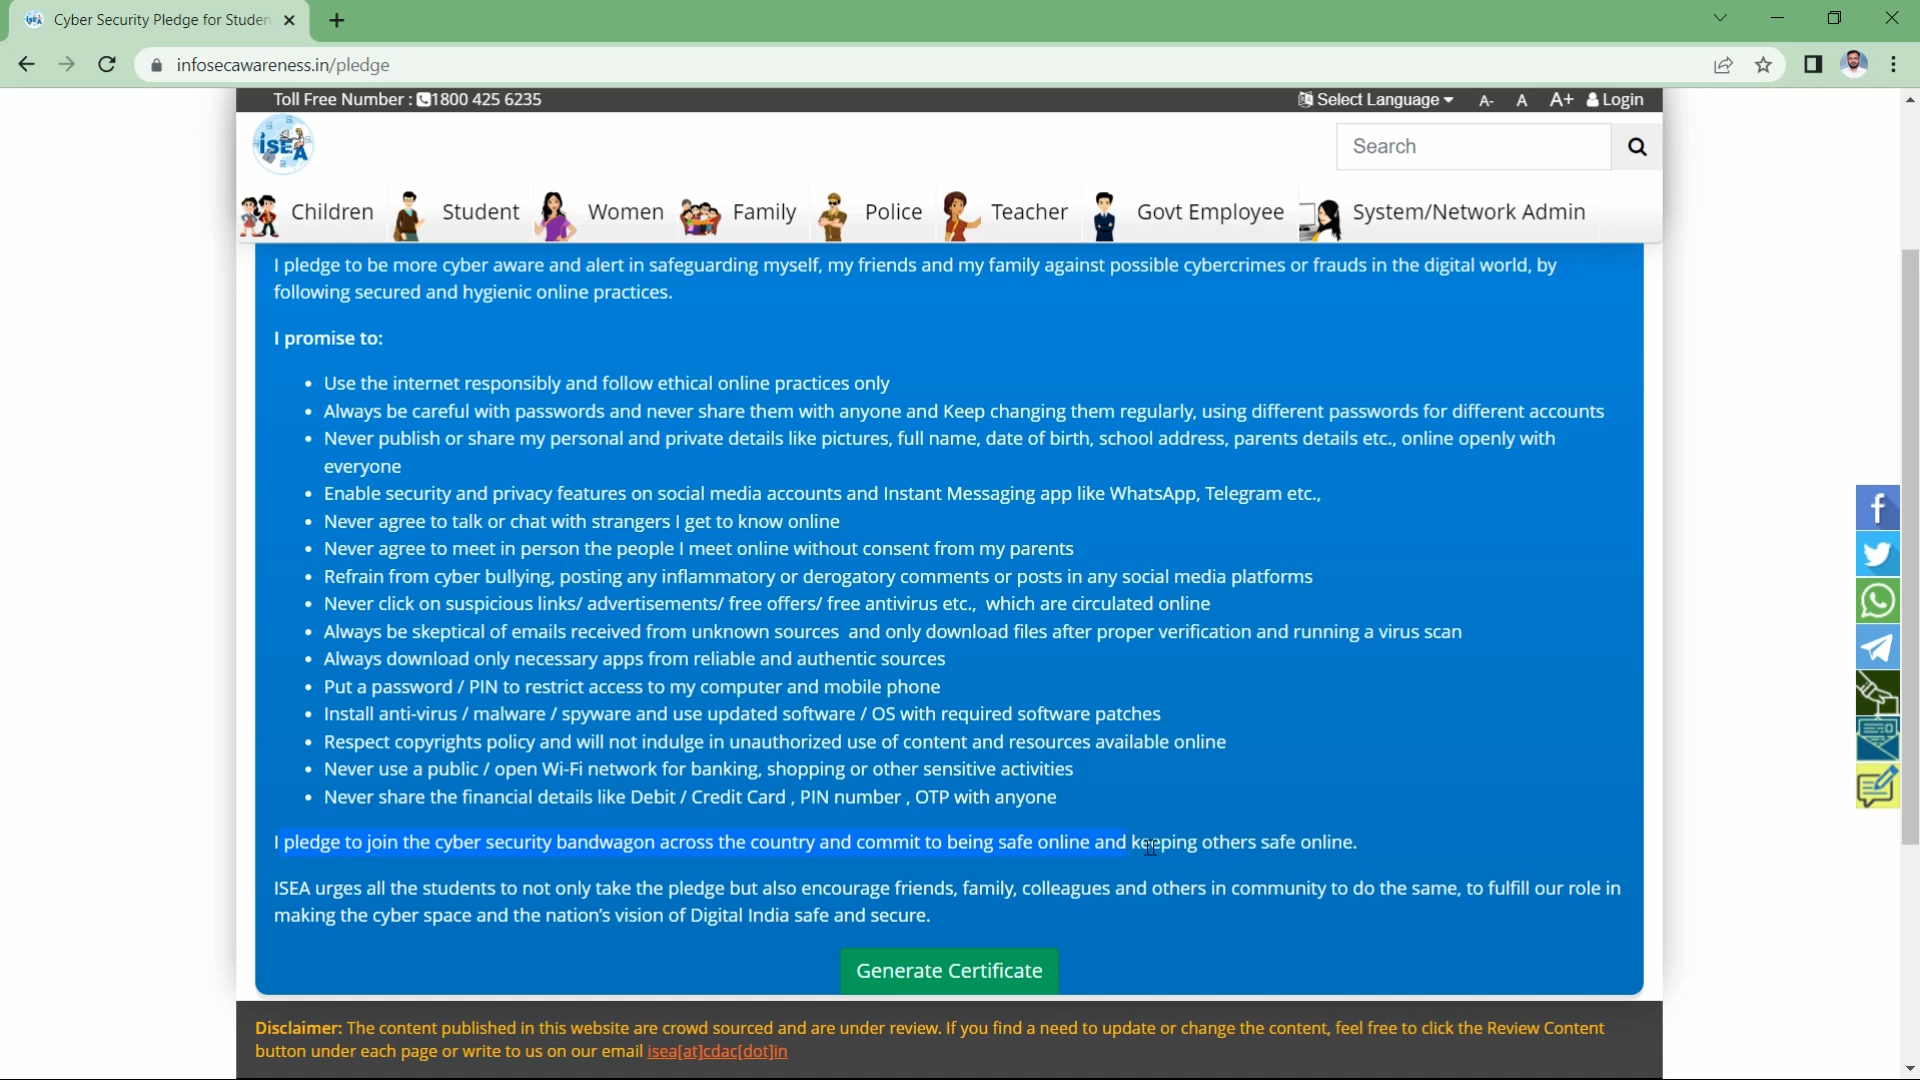 Cyber Security Pledge for Studen
infosecawareness.in/pledge
Toll Free Number : 1800 425 6235
Select Language A- A A+ Login
ISEA
Search
Children Student Women Family Police Teacher Govt Employee System/Network Admin
I pledge to be more cyber aware and alert in safeguarding myself, my friends and my family against possible cybercrimes or frauds in the digital world, by
following secured and hygienic online practices.
I promise to:
• Use the internet responsibly and follow ethical online practices only
• Always be careful with passwords and never share them with anyone and Keep changing them regularly, using different passwords for different accounts
• Never publish or share my personal and private details like pictures, full name, date of birth, school address, parents details etc., online openly with
everyone
• Enable security and privacy features on social media accounts and Instant Messaging app like WhatsApp, Telegram etc.,
• Never agree to talk or chat with strangers I get to know online
• Never agree to meet in person the people I meet online without consent from my parents
• Refrain from cyber bullying, posting any inflammatory or derogatory comments or posts in any social media platforms
• Never click on suspicious links/ advertisements/ free offers/ free antivirus etc., which are circulated online
• Always be skeptical of emails received from unknown sources and only download files after proper verification and running a virus scan
• Always download only necessary apps from reliable and authentic sources
• Put a password / PIN to restrict access to my computer and mobile phone
• Install anti-virus / malware / spyware and use updated software / OS with required software patches
• Respect copyrights policy and will not indulge in unauthorized use of content and resources available online
• Never use a public / open Wi-Fi network for banking, shopping or other sensitive activities
• Never share the financial details like Debit / Credit Card , PIN number , OTP with anyone
I pledge to join the cyber security bandwagon across the country and commit to being safe online and keeping others safe online.
ISEA urges all the students to not only take the pledge but also encourage friends, family, colleagues and others in community to do the same, to fulfill our role in
making the cyber space and the nation's vision of Digital India safe and secure.
Generate Certificate
Disclaimer: The content published in this website are crowd sourced and are under review. If you find a need to update or change the content, feel free to click the Review Content
button under each page or write to us on our email isea[at]cdac[dot]in